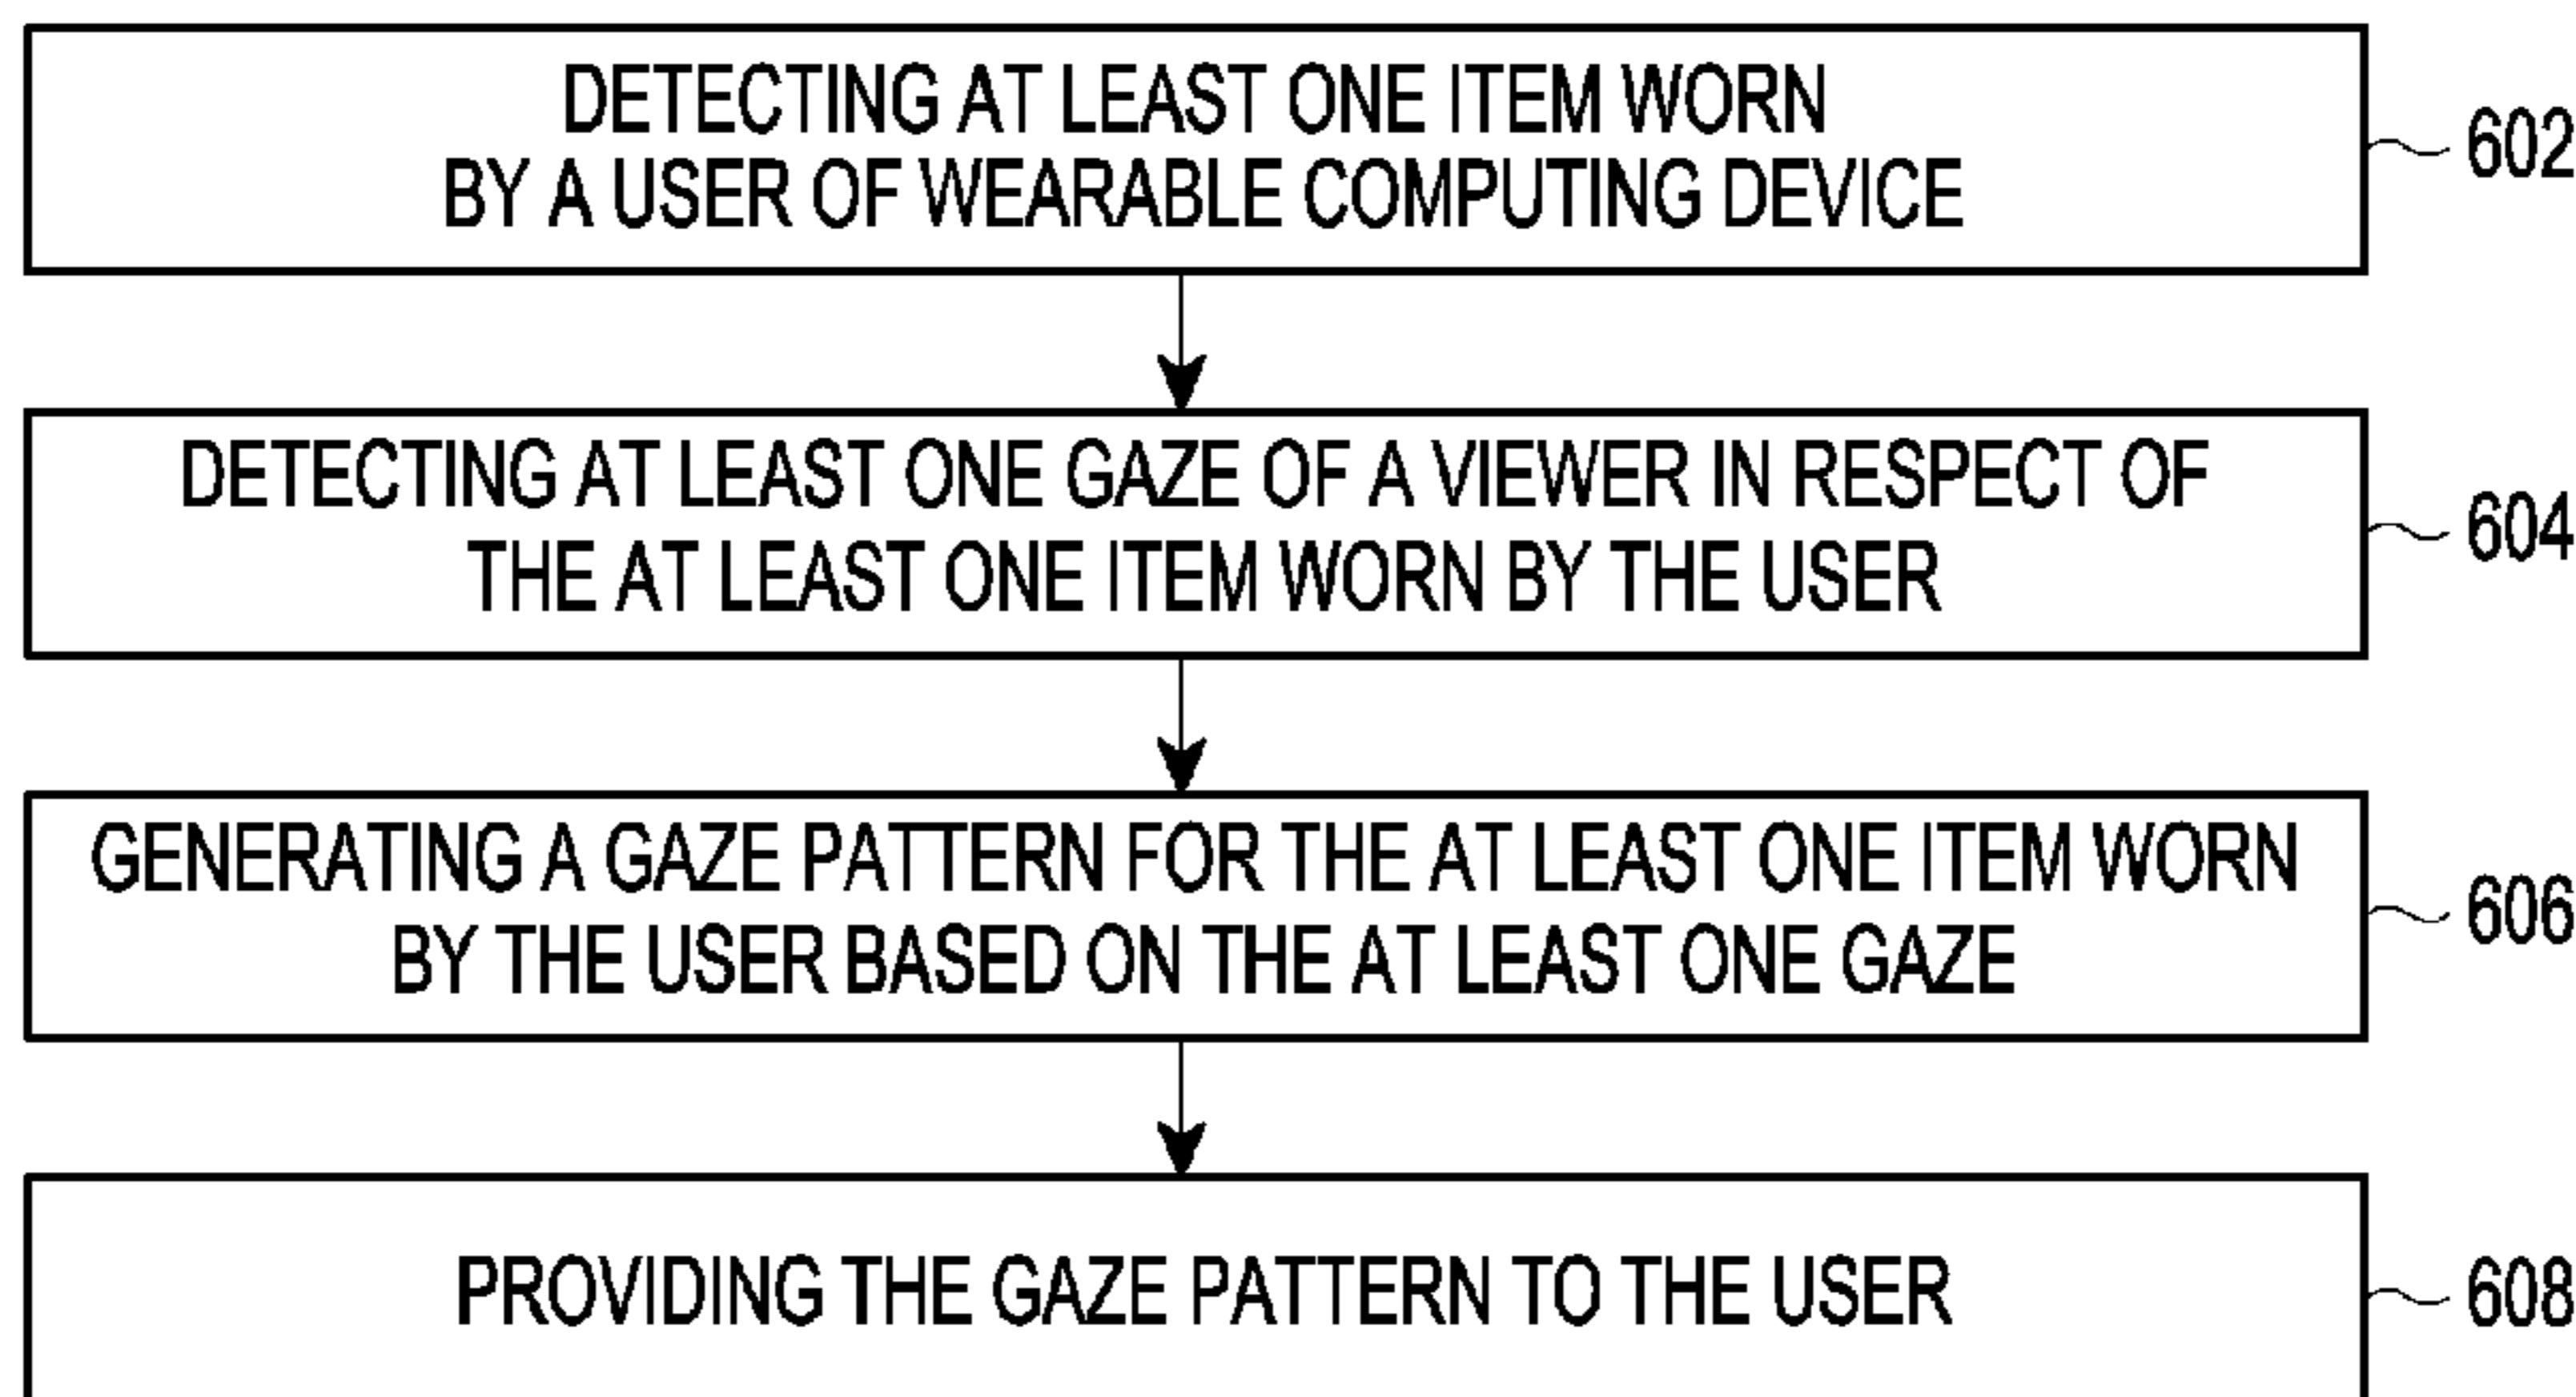 DETECTING AT LEAST ONE ITEM WORN
BY A USER OF WEARABLE COMPUTING DEVICE
602
DETECTING AT LEAST ONE GAZE OF A VIEWER IN RESPECT OF
THE AT LEAST ONE ITEM WORN BY THE USER
604
GENERATING A GAZE PATTERN FOR THE AT LEAST ONE ITEM WORN
BY THE USER BASED ON THE AT LEAST ONE GAZE
606
PROVIDING THE GAZE PATTERN TO THE USER
608